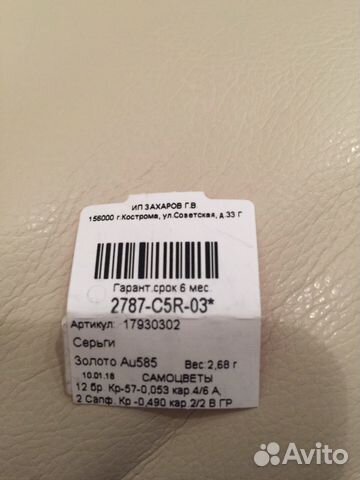 ИП ЗАХАРОВ Г.В.
156000 г.Кострома, ул.Советская, д.33 Г
Гарант.срок 6 мес.
2787-C5R-03*
Артикул: 17930302
Серьги
Золото Au585 Вес:2,68 г
10.01.16 САМОЦВЕТЫ
12 бр. Кр-57-0,053 кар.4/6 А,
2 Сапф. Кр -0,490 кар.2/2 В ГР
Avito